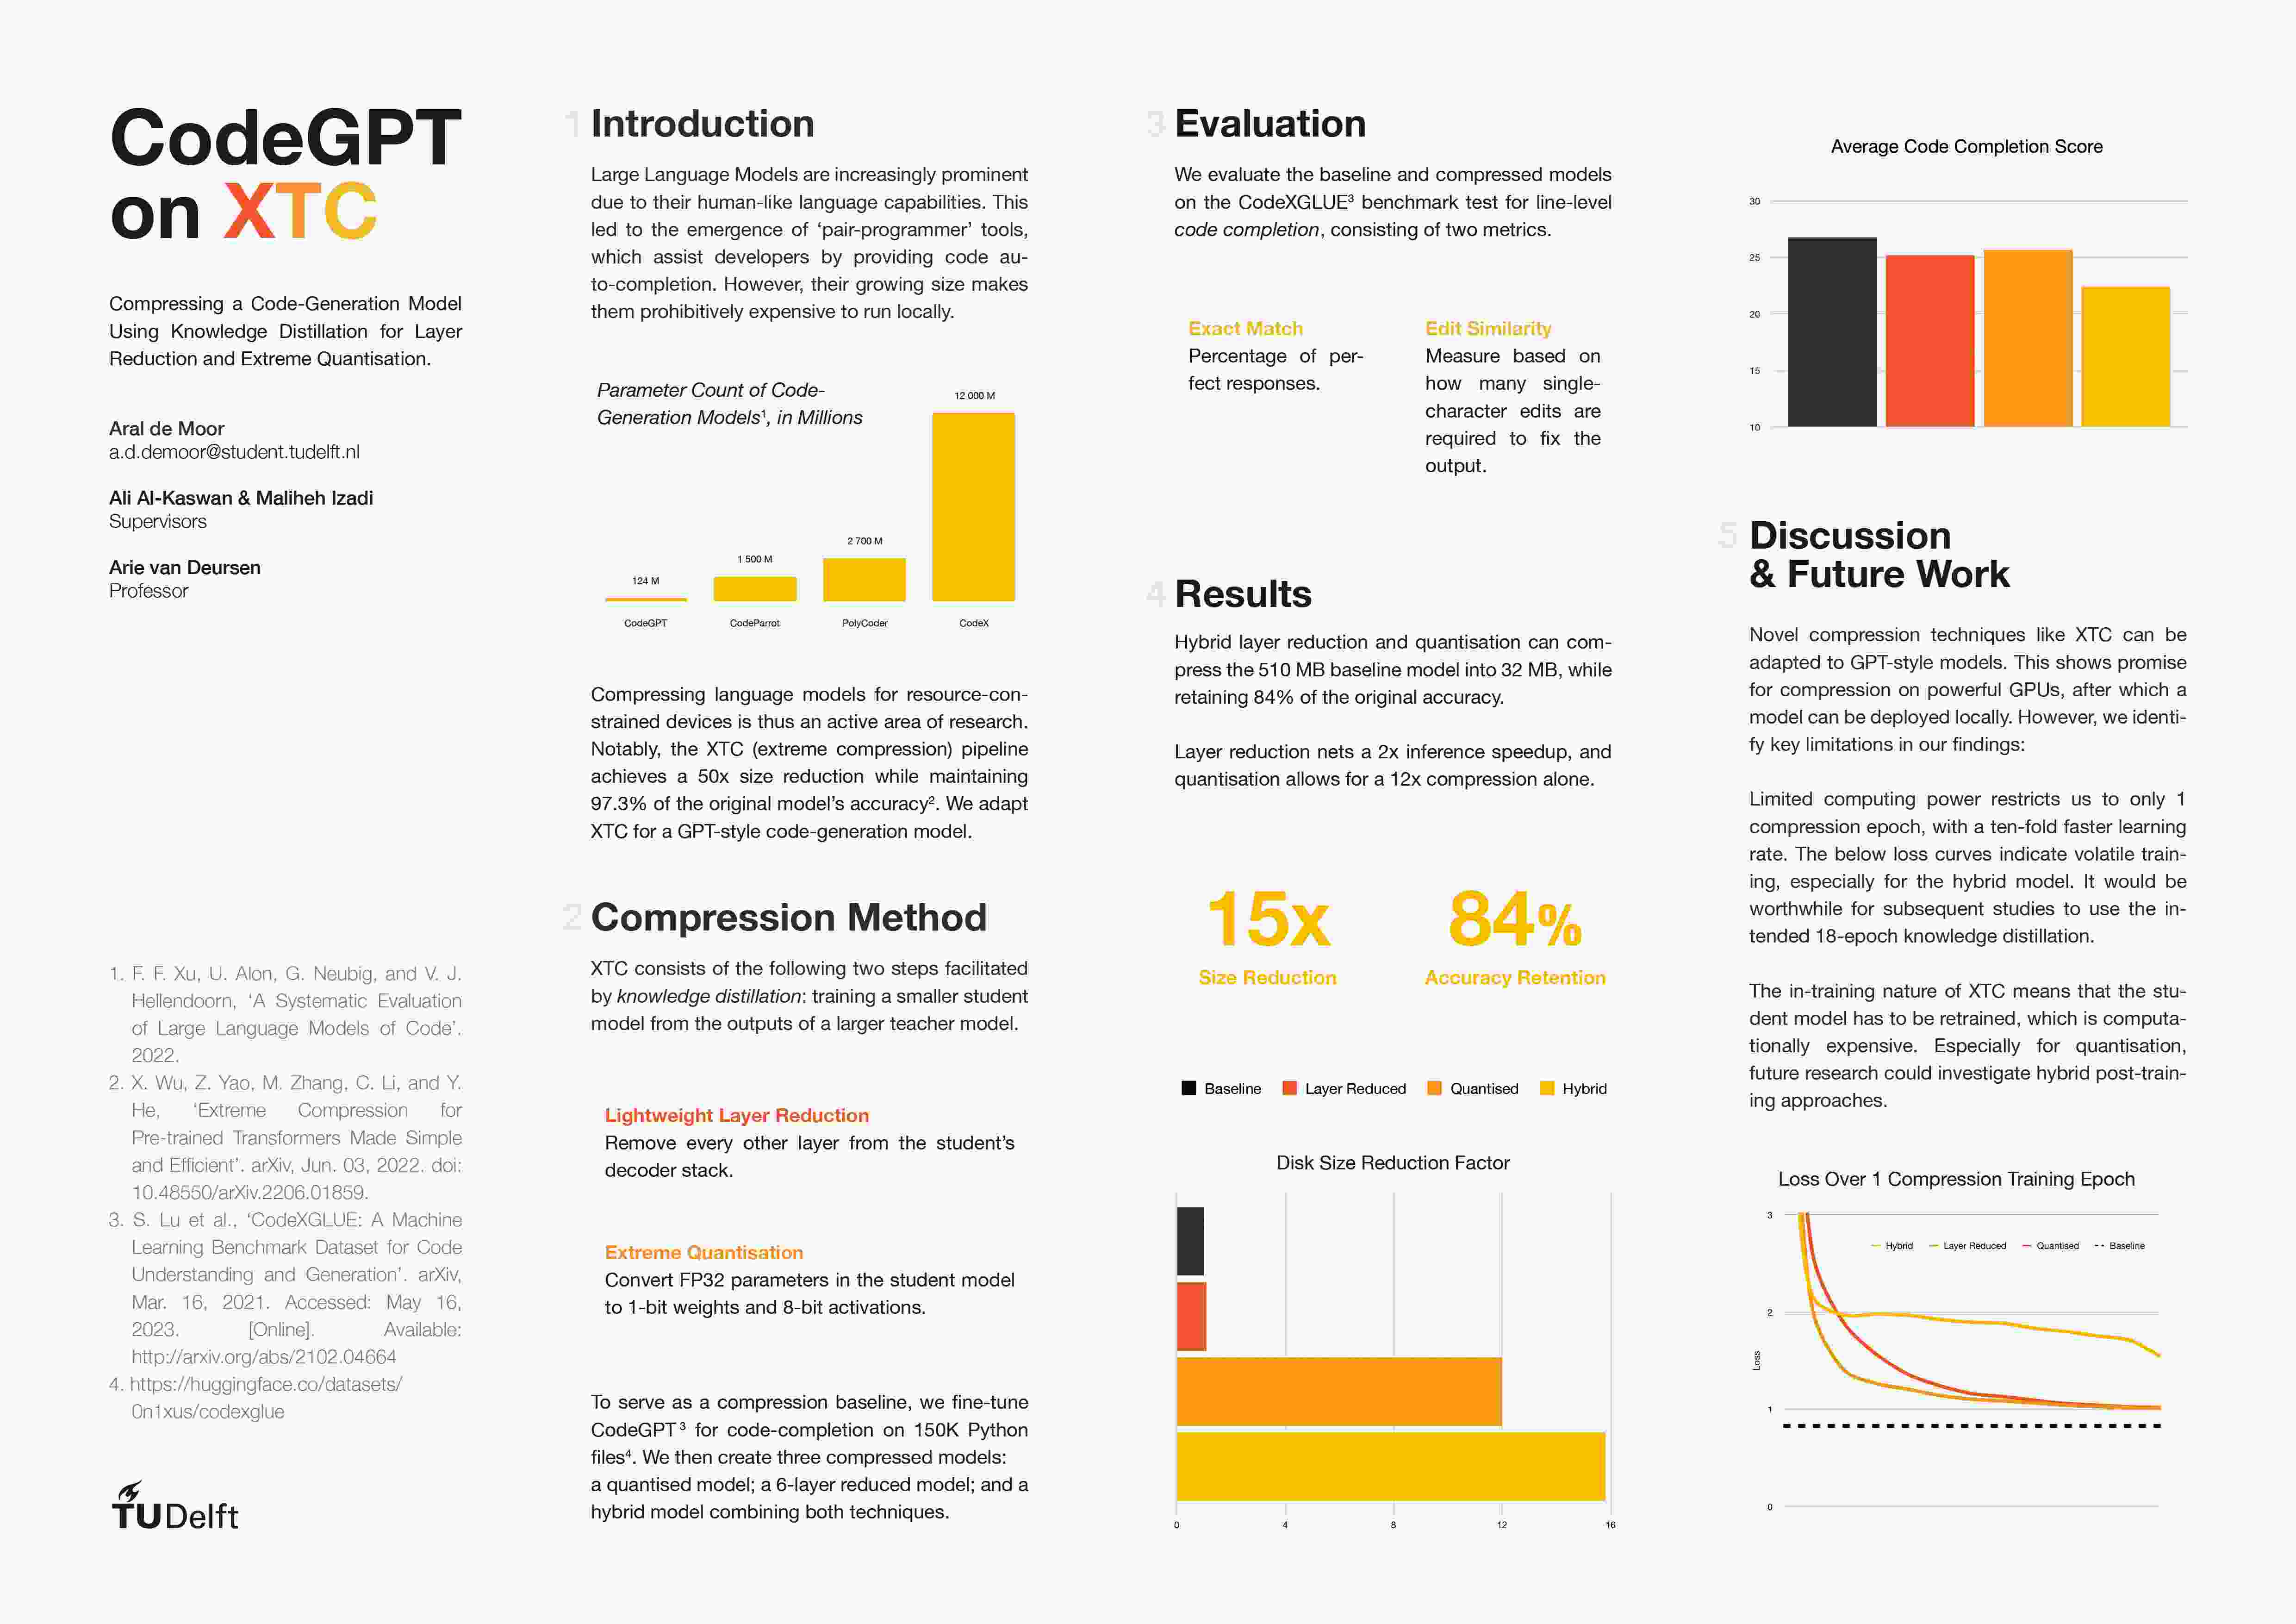 CodeGPT
on XTC
Compressing a Code-Generation Model
Using Knowledge Distillation for Layer
Reduction and Extreme Quantisation.
Aral de Moor
a.d.demoor@student.tudelft.nl
Ali Al-Kaswan & Maliheh Izadi
Supervisors
Arie van Deursen
Professor
1. F. F. Xu, U. Alon, G. Neubig, and V. J.
Hellendoorn, ‘A Systematic Evaluation
of Large Language Models of Code’.
2022.
2. X. Wu, Z. Yao, M. Zhang, C. Li, and Y.
He, ‘Extreme Compression for
Pre-trained Transformers Made Simple
and Efficient’. arXiv, Jun. 03, 2022. doi:
10.48550/arXiv.2206.01859.
3. S. Lu et al., ‘CodeXGLUE: A Machine
Learning Benchmark Dataset for Code
Understanding and Generation’. arXiv,
Mar. 16, 2021. Accessed: May 16,
2023. [Online]. Available:
http://arxiv.org/abs/2102.04664
4. https://huggingface.co/datasets/
0n1xus/codexglue
TUDelft
1 Introduction
Large Language Models are increasingly prominent
due to their human-like language capabilities. This
led to the emergence of ‘pair-programmer’ tools,
which assist developers by providing code au-
to-completion. However, their growing size makes
them prohibitively expensive to run locally.
Parameter Count of Code-
Generation Models¹, in Millions
12 000 M
2 700 M
1 500 M
124 M
CodeGPT CodeParrot PolyCoder CodeX
Compressing language models for resource-con-
strained devices is thus an active area of research.
Notably, the XTC (extreme compression) pipeline
achieves a 50x size reduction while maintaining
97.3% of the original model’s accuracy². We adapt
XTC for a GPT-style code-generation model.
2 Compression Method
XTC consists of the following two steps facilitated
by knowledge distillation: training a smaller student
model from the outputs of a larger teacher model.
Lightweight Layer Reduction
Remove every other layer from the student’s
decoder stack.
Extreme Quantisation
Convert FP32 parameters in the student model
to 1-bit weights and 8-bit activations.
To serve as a compression baseline, we fine-tune
CodeGPT ³ for code-completion on 150K Python
files⁴. We then create three compressed models:
a quantised model; a 6-layer reduced model; and a
hybrid model combining both techniques.
3 Evaluation
We evaluate the baseline and compressed models
on the CodeXGLUE³ benchmark test for line-level
code completion, consisting of two metrics.
Exact Match
Percentage of per-
fect responses.
Edit Similarity
Measure based on
how many single-
character edits are
required to fix the
output.
4 Results
Hybrid layer reduction and quantisation can com-
press the 510 MB baseline model into 32 MB, while
retaining 84% of the original accuracy.
Layer reduction nets a 2x inference speedup, and
quantisation allows for a 12x compression alone.
15x
Size Reduction
84%
Accuracy Retention
Baseline Layer Reduced Quantised Hybrid
Disk Size Reduction Factor
0 4 8 12 16
Average Code Completion Score
30
25
20
15
10
5 Discussion
& Future Work
Novel compression techniques like XTC can be
adapted to GPT-style models. This shows promise
for compression on powerful GPUs, after which a
model can be deployed locally. However, we identi-
fy key limitations in our findings:
Limited computing power restricts us to only 1
compression epoch, with a ten-fold faster learning
rate. The below loss curves indicate volatile train-
ing, especially for the hybrid model. It would be
worthwhile for subsequent studies to use the in-
tended 18-epoch knowledge distillation.
The in-training nature of XTC means that the stu-
dent model has to be retrained, which is computa-
tionally expensive. Especially for quantisation,
future research could investigate hybrid post-train-
ing approaches.
Loss Over 1 Compression Training Epoch
3
Hybrid Layer Reduced Quantised Baseline
2
Loss
1
0